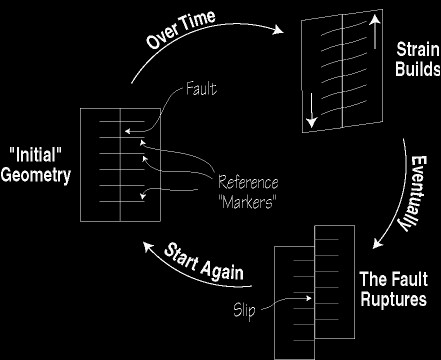 Over Time
Strain
Builds
Fault
"Initial"
Geometry
Reference
"Markers"
Eventually
Start Again
The Fault
Ruptures
Slip